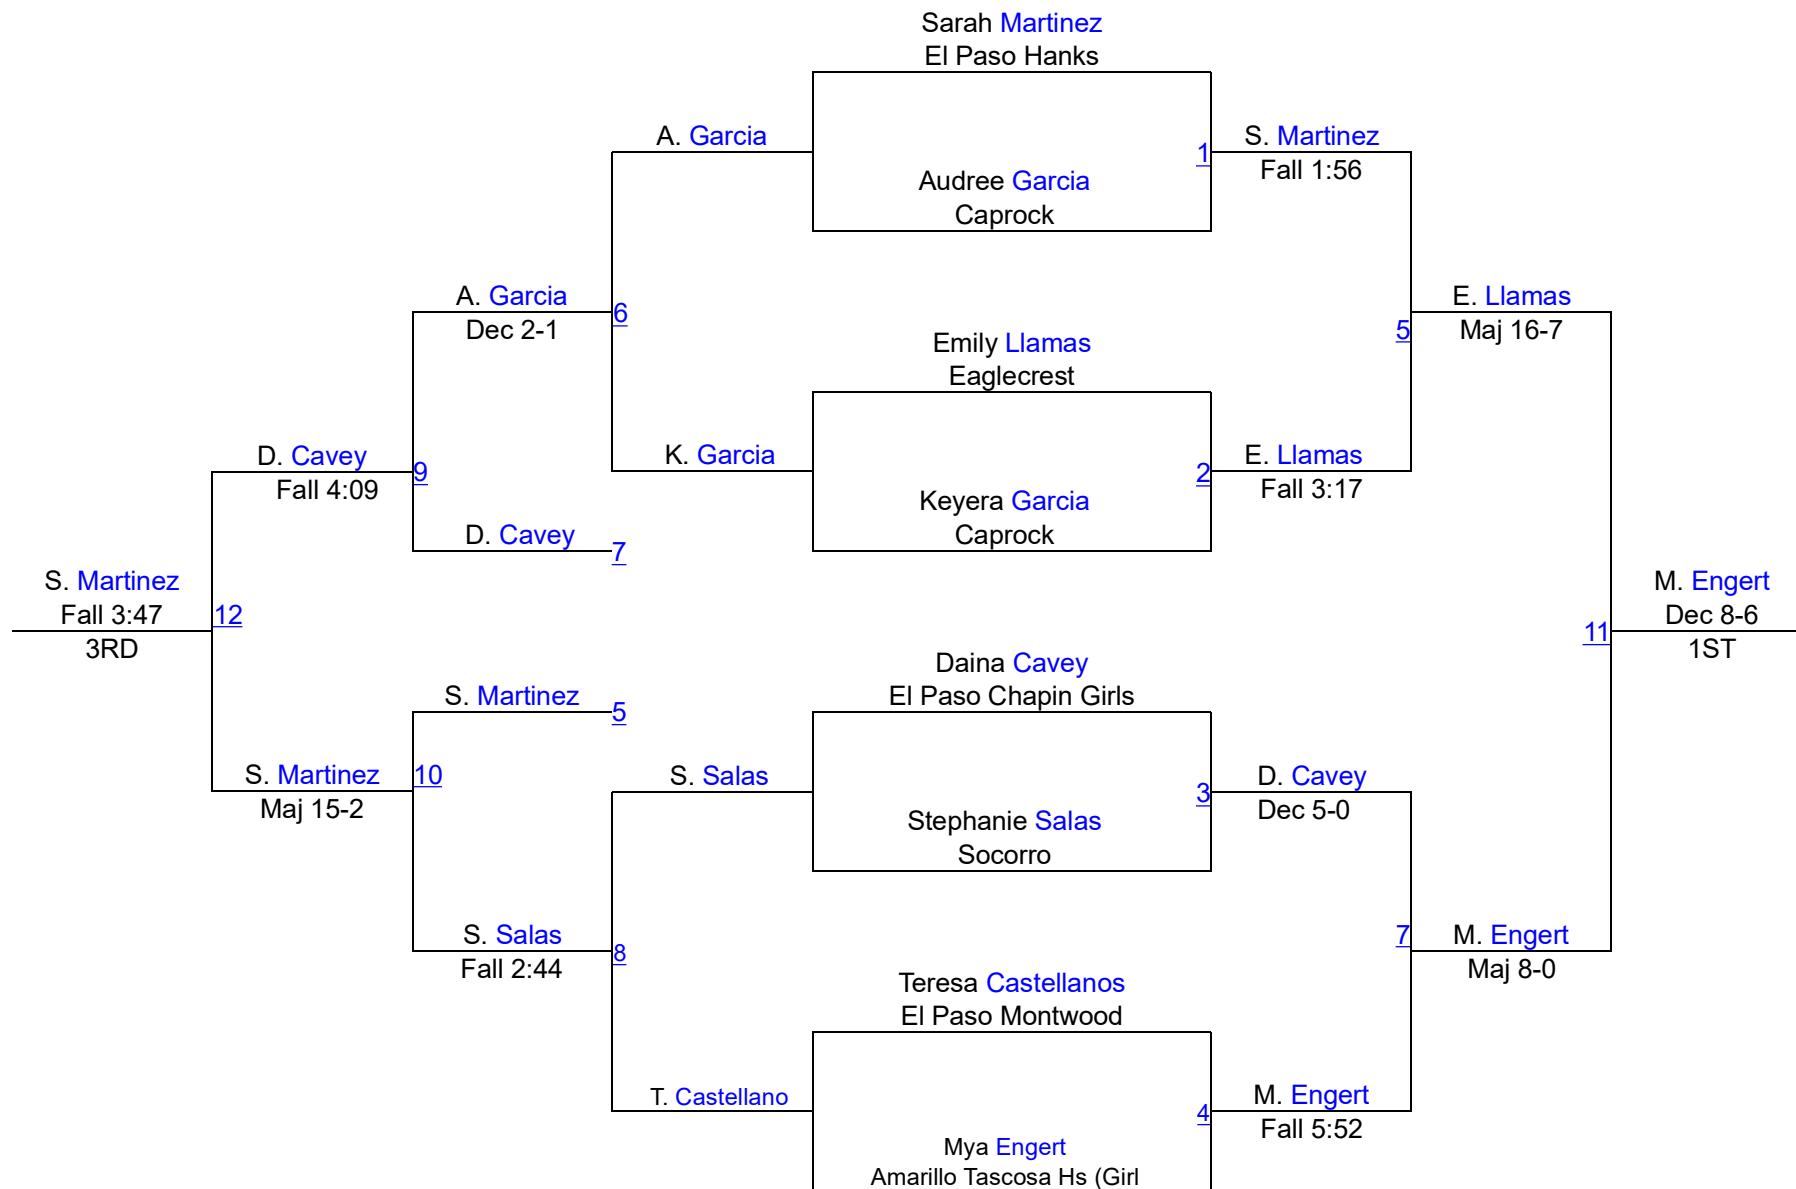 Sarah Martinez
El Paso Hanks
A. Garcia
1
S. Martinez
Fall 1:56
Audree Garcia
Caprock
A. Garcia
Dec 2-1
6
E. Llamas
Maj 16-7
5
Emily Llamas
Eaglecrest
D. Cavey
Fall 4:09
9
K. Garcia
2
E. Llamas
Fall 3:17
Keyera Garcia
Caprock
D. Cavey
7
S. Martinez
Fall 3:47
3RD
12
M. Engert
Dec 8-6
1ST
11
Daina Cavey
El Paso Chapin Girls
S. Martinez
5
S. Martinez
Maj 15-2
10
S. Salas
3
D. Cavey
Dec 5-0
Stephanie Salas
Socorro
S. Salas
Fall 2:44
8
7
M. Engert
Maj 8-0
Teresa Castellanos
El Paso Montwood
T. Castellano
4
M. Engert
Fall 5:52
Mya Engert
Amarillo Tascosa Hs (Girl